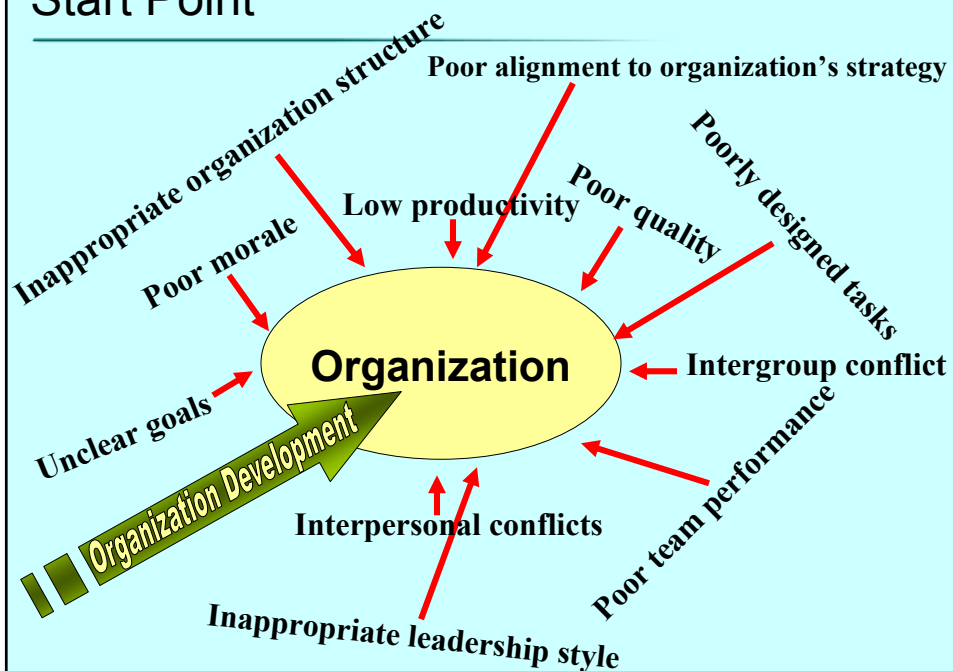 Start Point
Inappropriate organization structure
Poor alignment to organization's strategy
Poorly designed tasks
Low productivity
Poor quality
Poor morale
Organization
Intergroup conflict
Unclear goals
Organization Development
Interpersonal conflicts
Poor team performance
Inappropriate leadership style